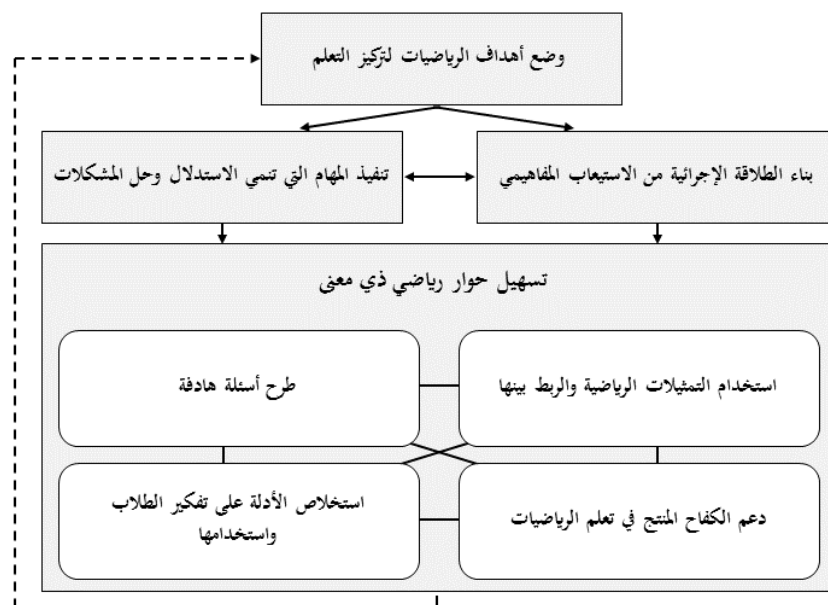 وضع أهداف الرياضيات لتركيز التعلم
بناء الطلاقة الإجرائية من الاستيعاب المفاهيمي
تنفيذ المهام التي تنمي الاستدلال وحل المشكلات
تسهيل حوار رياضي ذي معنى
استخدام التمثيلات الرياضية والربط بينها
طرح أسئلة هادفة
دعم الكفاح المنتج في تعلم الرياضيات
استخلاص الأدلة على تفكير الطلاب
واستخدامها